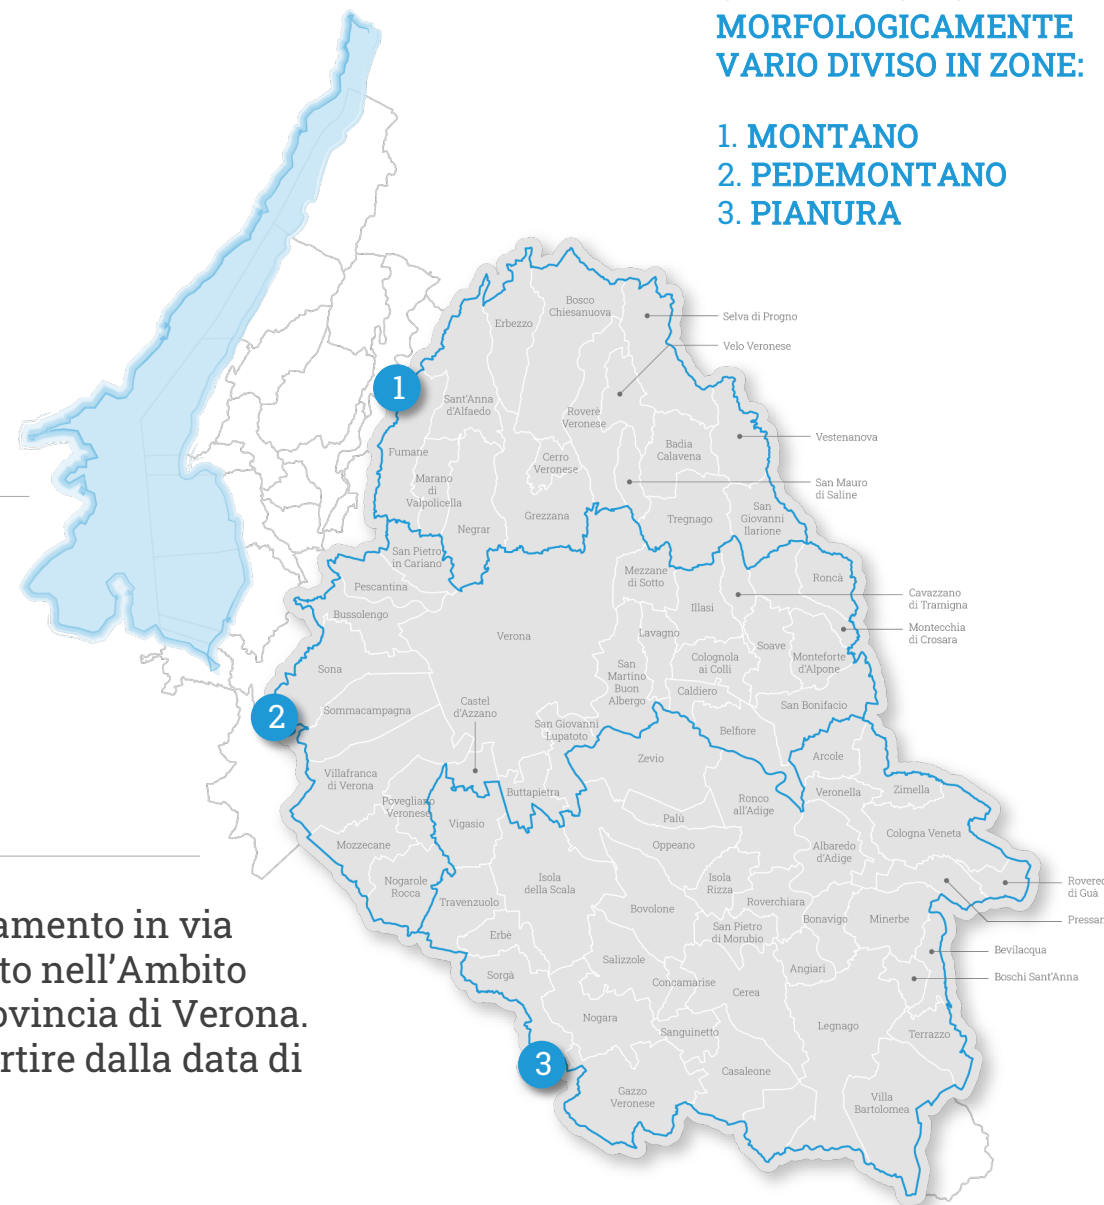 MORFOLOGICAMENTE
VARIO DIVISO IN ZONE:
1. MONTANO
2. PEDEMONTANO
3. PIANURA
Bosco
Chiesanuova
Erbezzo
Selva di Progno
Velo Veronese
1
Sant'Anna
d'Alfaedo
Rovere
Veronese
Vestenanova
Fumane
Cerro
Veronese
Badia
Calavena
Marano
di
Valpolicella
San Mauro
di Saline
Negrar
Grezzana
Tregnago
San
Giovanni
Ilarione
San Pietro
in Cariano
Mezzane
di Sotto
Roncà
Pescantina
Cavazzano
di Tramigna
Bussolengo
Illasi
Verona
Lavagno
Montecchia
di Crosara
Soave
Sona
San
Martino
Buon
Albergo
Colognola
ai Colli
Monteforte
d'Alpone
Caldiero
Sommacampagna
Castel
d'Azzano
San Bonifacio
2
San Giovanni
Lupatoto
Belfiore
Zevio
Arcole
Villafranca
di Verona
Buttapietra
Veronella
Zimella
Povegliano
Veronese
Ronco
all'Adige
Vigasio
Palù
Cologna Veneta
Mozzecane
Oppeano
Albaredo
d'Adige
Nogarole
Rocca
Isola
della Scala
Isola
Rizza
di Guà
Travenzuolo
Bovolone
Roverchiara
Bonavigo
Minerbe
Erbè
San Pietro
di Morubio
Bevilacqua
Sorgà
Salizzole
Angiari
Boschi Sant'Anna
Concamarise
Cerea
Nogara
Legnago
Sanguinetto
Terrazzo
3
Casaleone
Gazzo
Veronese
Villa
Bartolomea
amento in via
to nell'Ambito
ovincia di Verona.
rtire dalla data di